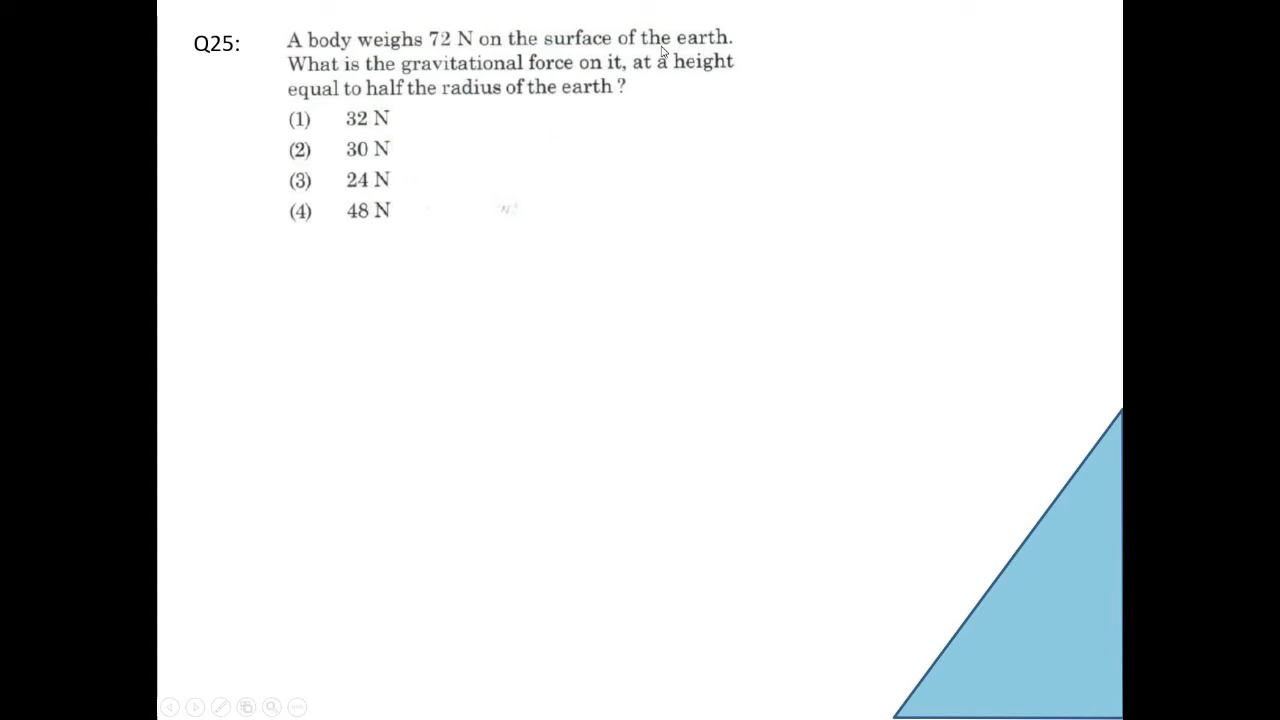 Q25:
A body weighs 72 N on the surface of the earth.
What is the gravitational force on it, at a height
equal to half the radius of the earth ?
(1) 32 N
(2) 30 N
(3) 24 N
(4) 48 N